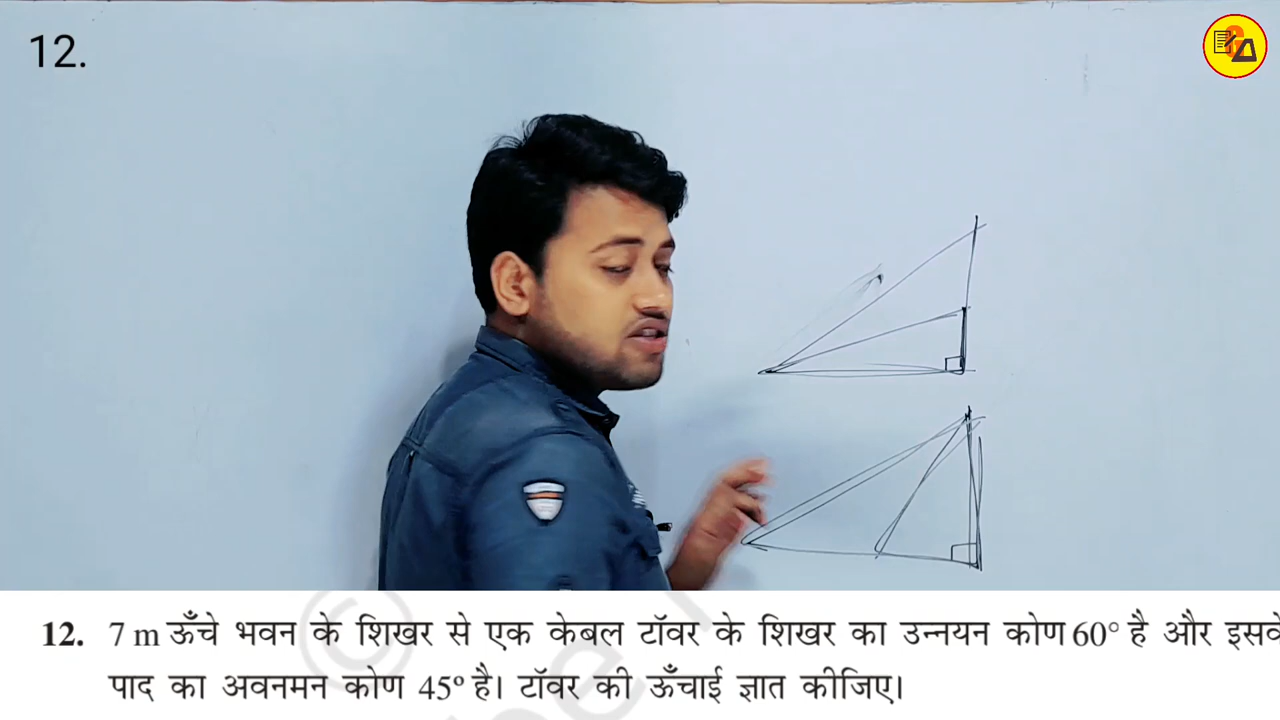 12.
12. 7 m ऊँचे भवन के शिखर से एक केबल टॉवर के शिखर का उन्नयन कोण 60° है और इसके
पाद का अवनमन कोण 45° है। टॉवर की ऊँचाई ज्ञात कीजिए।